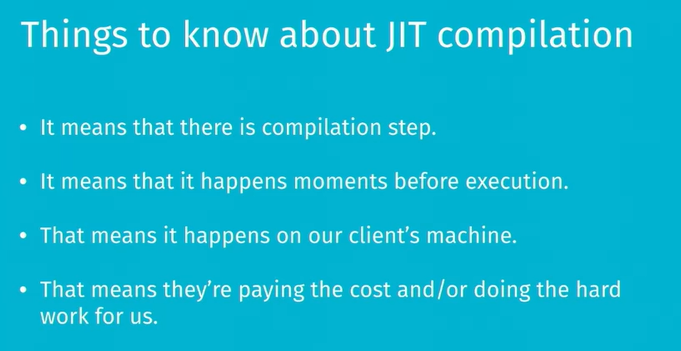 Things to know about JIT compilation
• It means that there is compilation step.
• It means that it happens moments before execution.
• That means it happens on our client’s machine.
• That means they’re paying the cost and/or doing the hard
work for us.